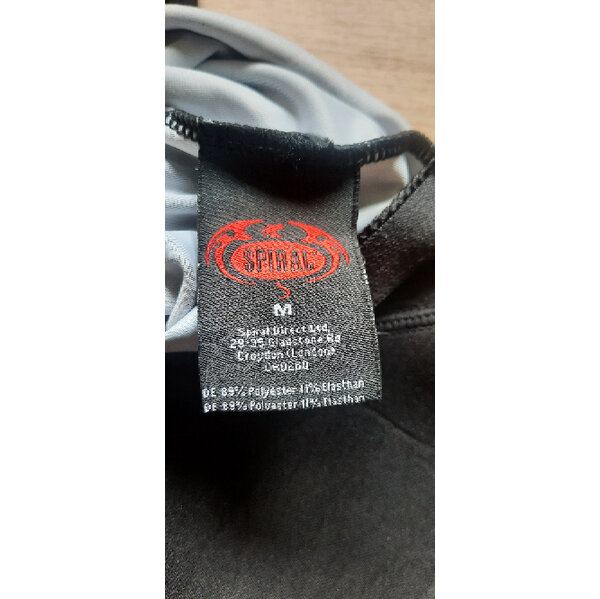 SPIRAL
M
Spiral Direct Ltd,
29-35 Gladstone Rd
Croydon (London)
DE 89% Polyester 11% Elasthan
DE 89% Polyester 11% Elasthan